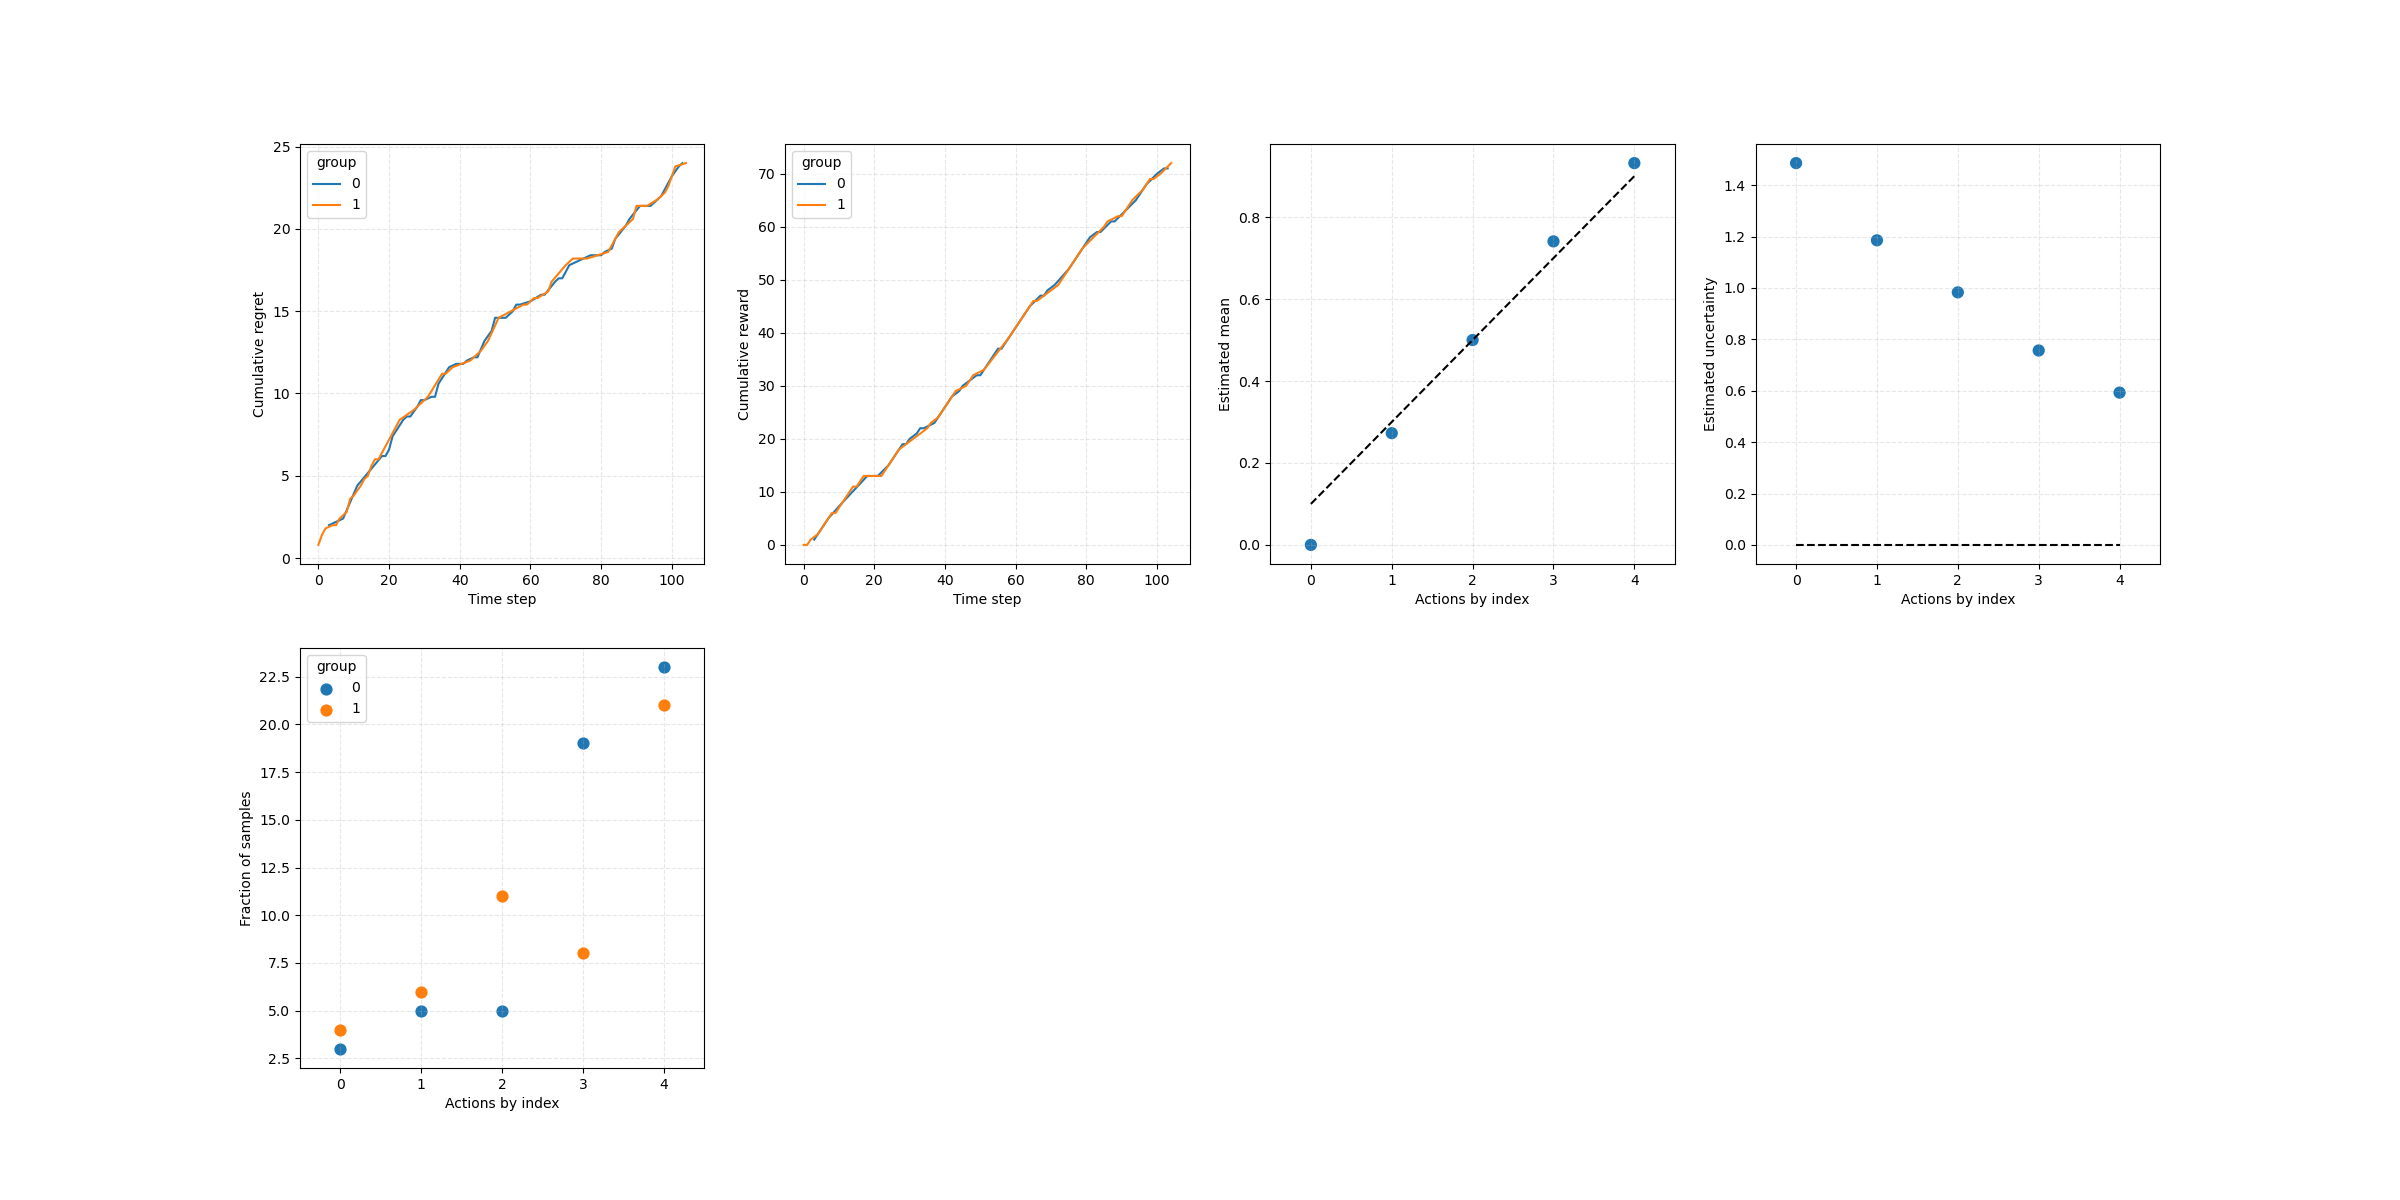 group
0
1
25
20
15
10
5
0
0 20 40 60 80 100
Time step
Cumulative regret
group
0
1
70
60
50
40
30
20
10
0
0 20 40 60 80 100
Time step
Cumulative reward
0.8
0.6
0.4
0.2
0.0
0 1 2 3 4
Actions by index
Estimated mean
1.4
1.2
1.0
0.8
0.6
0.4
0.2
0.0
0 1 2 3 4
Actions by index
Estimated uncertainty
group
0
1
22.5
20.0
17.5
15.0
12.5
10.0
7.5
5.0
2.5
0 1 2 3 4
Actions by index
Fraction of samples